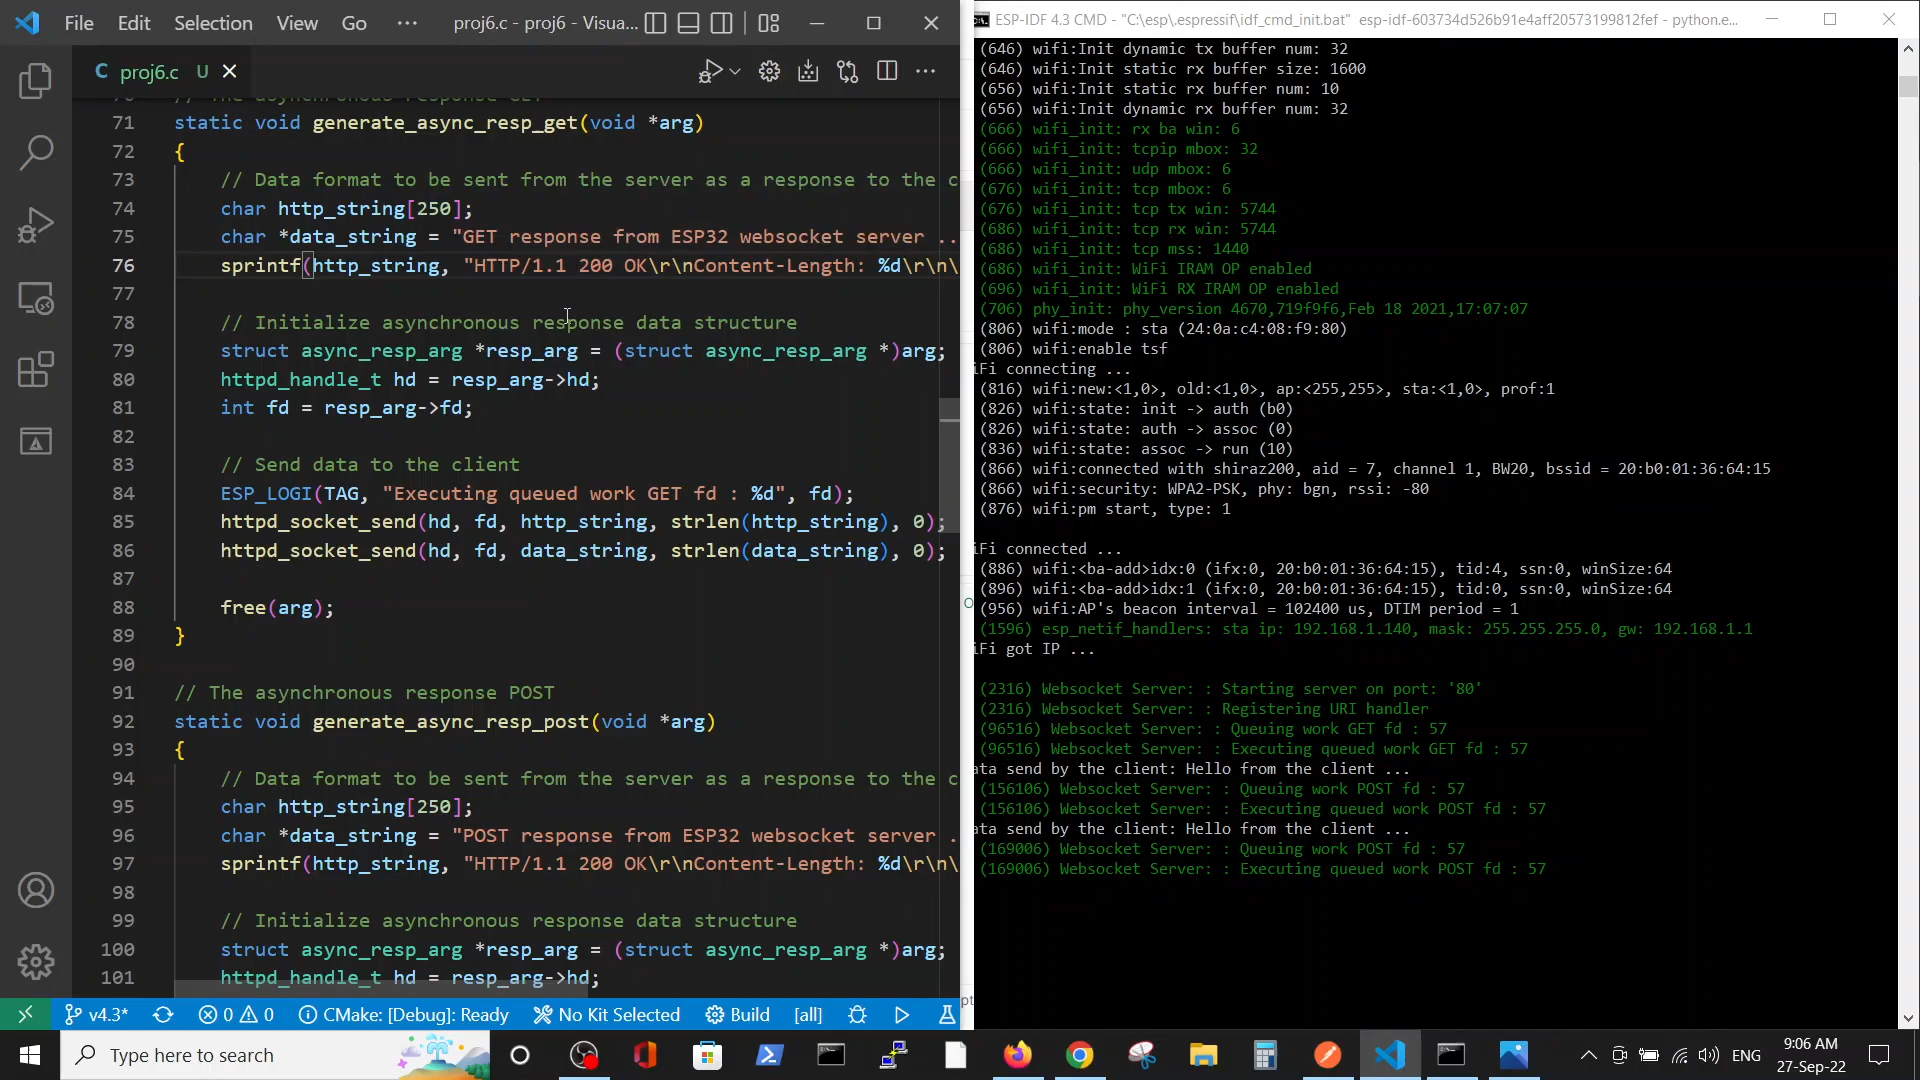 File Edit Selection View Go ··· proj6.c - proj6 - Visua...
proj6.c U
// The asynchronous response GET
71 static void generate_async_resp_get(void *arg)
72 {
73 // Data format to be sent from the server as a response to the c
74 char http_string[250];
75 char *data_string = "GET response from ESP32 websocket server ..
76 sprintf(http_string, "HTTP/1.1 200 OK\r\nContent-Length: %d\r\n\
77
78 // Initialize asynchronous response data structure
79 struct async_resp_arg *resp_arg = (struct async_resp_arg *)arg;
80 httpd_handle_t hd = resp_arg->hd;
81 int fd = resp_arg->fd;
82
83 // Send data to the client
84 ESP_LOGI(TAG, "Executing queued work GET fd : %d", fd);
85 httpd_socket_send(hd, fd, http_string, strlen(http_string), 0);
86 httpd_socket_send(hd, fd, data_string, strlen(data_string), 0);
87
88 free(arg);
89 }
90
91 // The asynchronous response POST
92 static void generate_async_resp_post(void *arg)
93 {
94 // Data format to be sent from the server as a response to the c
95 char http_string[250];
96 char *data_string = "POST response from ESP32 websocket server .
97 sprintf(http_string, "HTTP/1.1 200 OK\r\nContent-Length: %d\r\n\
98
99 // Initialize asynchronous response data structure
100 struct async_resp_arg *resp_arg = (struct async_resp_arg *)arg;
101 httpd_handle_t hd = resp_arg->hd;
v4.3* 0 0 CMake: [Debug]: Ready No Kit Selected Build [all]
ESP-IDF 4.3 CMD - "C:\esp\.espressif\idf_cmd_init.bat" esp-idf-603734d526b91e4aff20573199812fef - python.e...
(646) wifi:Init dynamic tx buffer num: 32
(646) wifi:Init static rx buffer size: 1600
(656) wifi:Init static rx buffer num: 10
(656) wifi:Init dynamic rx buffer num: 32
(666) wifi_init: rx ba win: 6
(666) wifi_init: tcpip mbox: 32
(666) wifi_init: udp mbox: 6
(676) wifi_init: tcp mbox: 6
(676) wifi_init: tcp tx win: 5744
(686) wifi_init: tcp rx win: 5744
(686) wifi_init: tcp mss: 1440
(686) wifi_init: WiFi IRAM OP enabled
(696) wifi_init: WiFi RX IRAM OP enabled
(706) phy_init: phy_version 4670,719f9f6,Feb 18 2021,17:07:07
(806) wifi:mode : sta (24:0a:c4:08:f9:80)
(806) wifi:enable tsf
iFi connecting ...
(816) wifi:new:<1,0>, old:<1,0>, ap:<255,255>, sta:<1,0>, prof:1
(826) wifi:state: init -> auth (b0)
(826) wifi:state: auth -> assoc (0)
(836) wifi:state: assoc -> run (10)
(866) wifi:connected with shiraz200, aid = 7, channel 1, BW20, bssid = 20:b0:01:36:64:15
(866) wifi:security: WPA2-PSK, phy: bgn, rssi: -80
(876) wifi:pm start, type: 1
iFi connected ...
(886) wifi:<ba-add>idx:0 (ifx:0, 20:b0:01:36:64:15), tid:4, ssn:0, winSize:64
(896) wifi:<ba-add>idx:1 (ifx:0, 20:b0:01:36:64:15), tid:0, ssn:0, winSize:64
(956) wifi:AP's beacon interval = 102400 us, DTIM period = 1
(1596) esp_netif_handlers: sta ip: 192.168.1.140, mask: 255.255.255.0, gw: 192.168.1.1
iFi got IP ...
(2316) Websocket Server: : Starting server on port: '80'
(2316) Websocket Server: : Registering URI handler
(96516) Websocket Server: : Queuing work GET fd : 57
(96516) Websocket Server: : Executing queued work GET fd : 57
ata send by the client: Hello from the client ...
(156106) Websocket Server: : Queuing work POST fd : 57
(156106) Websocket Server: : Executing queued work POST fd : 57
ata send by the client: Hello from the client ...
(169006) Websocket Server: : Queuing work POST fd : 57
(169006) Websocket Server: : Executing queued work POST fd : 57
Type here to search
ENG
9:06 AM
27-Sep-22